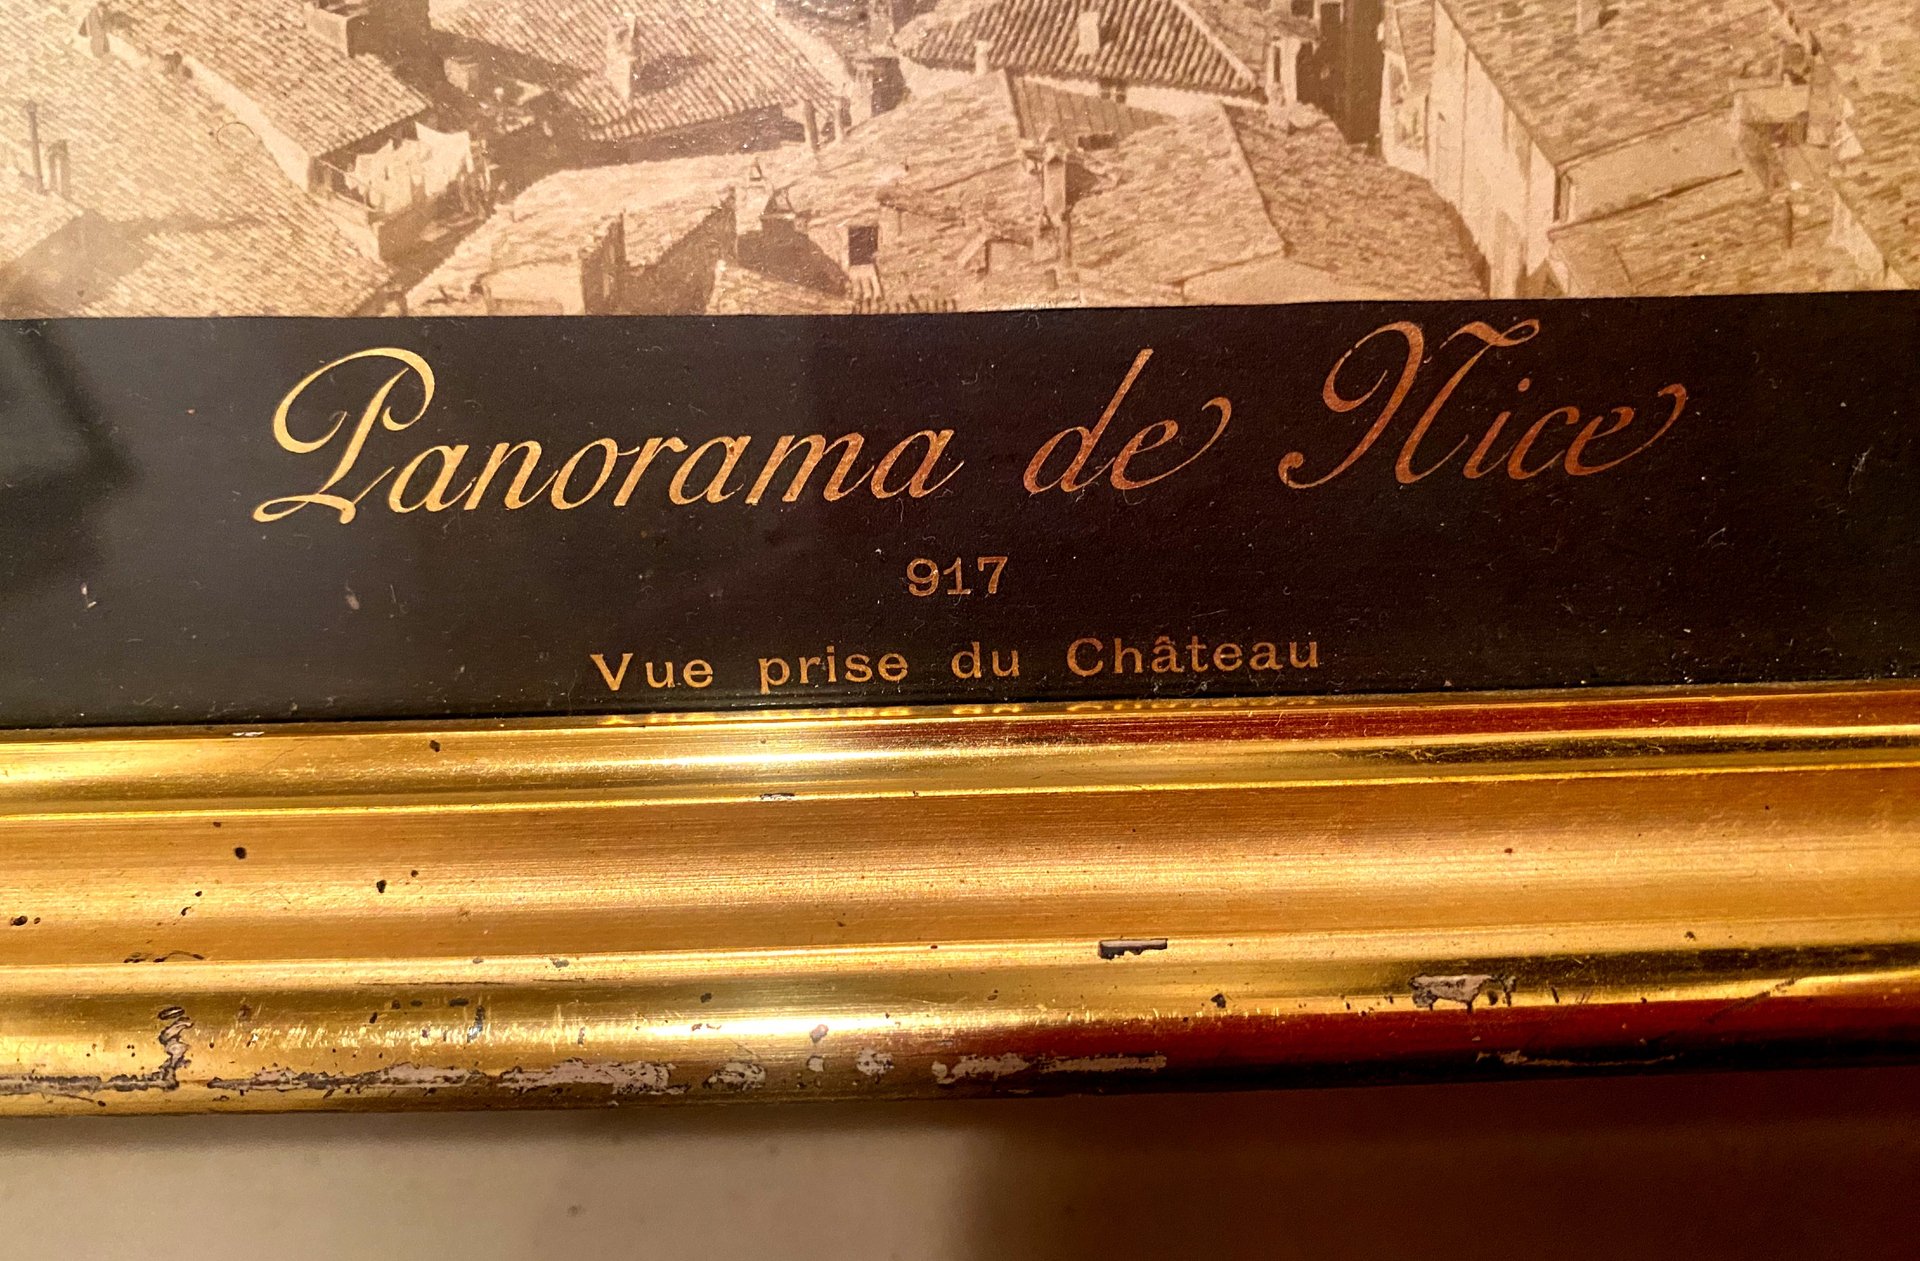 Panorama de Nice
917
Vue prise du Château